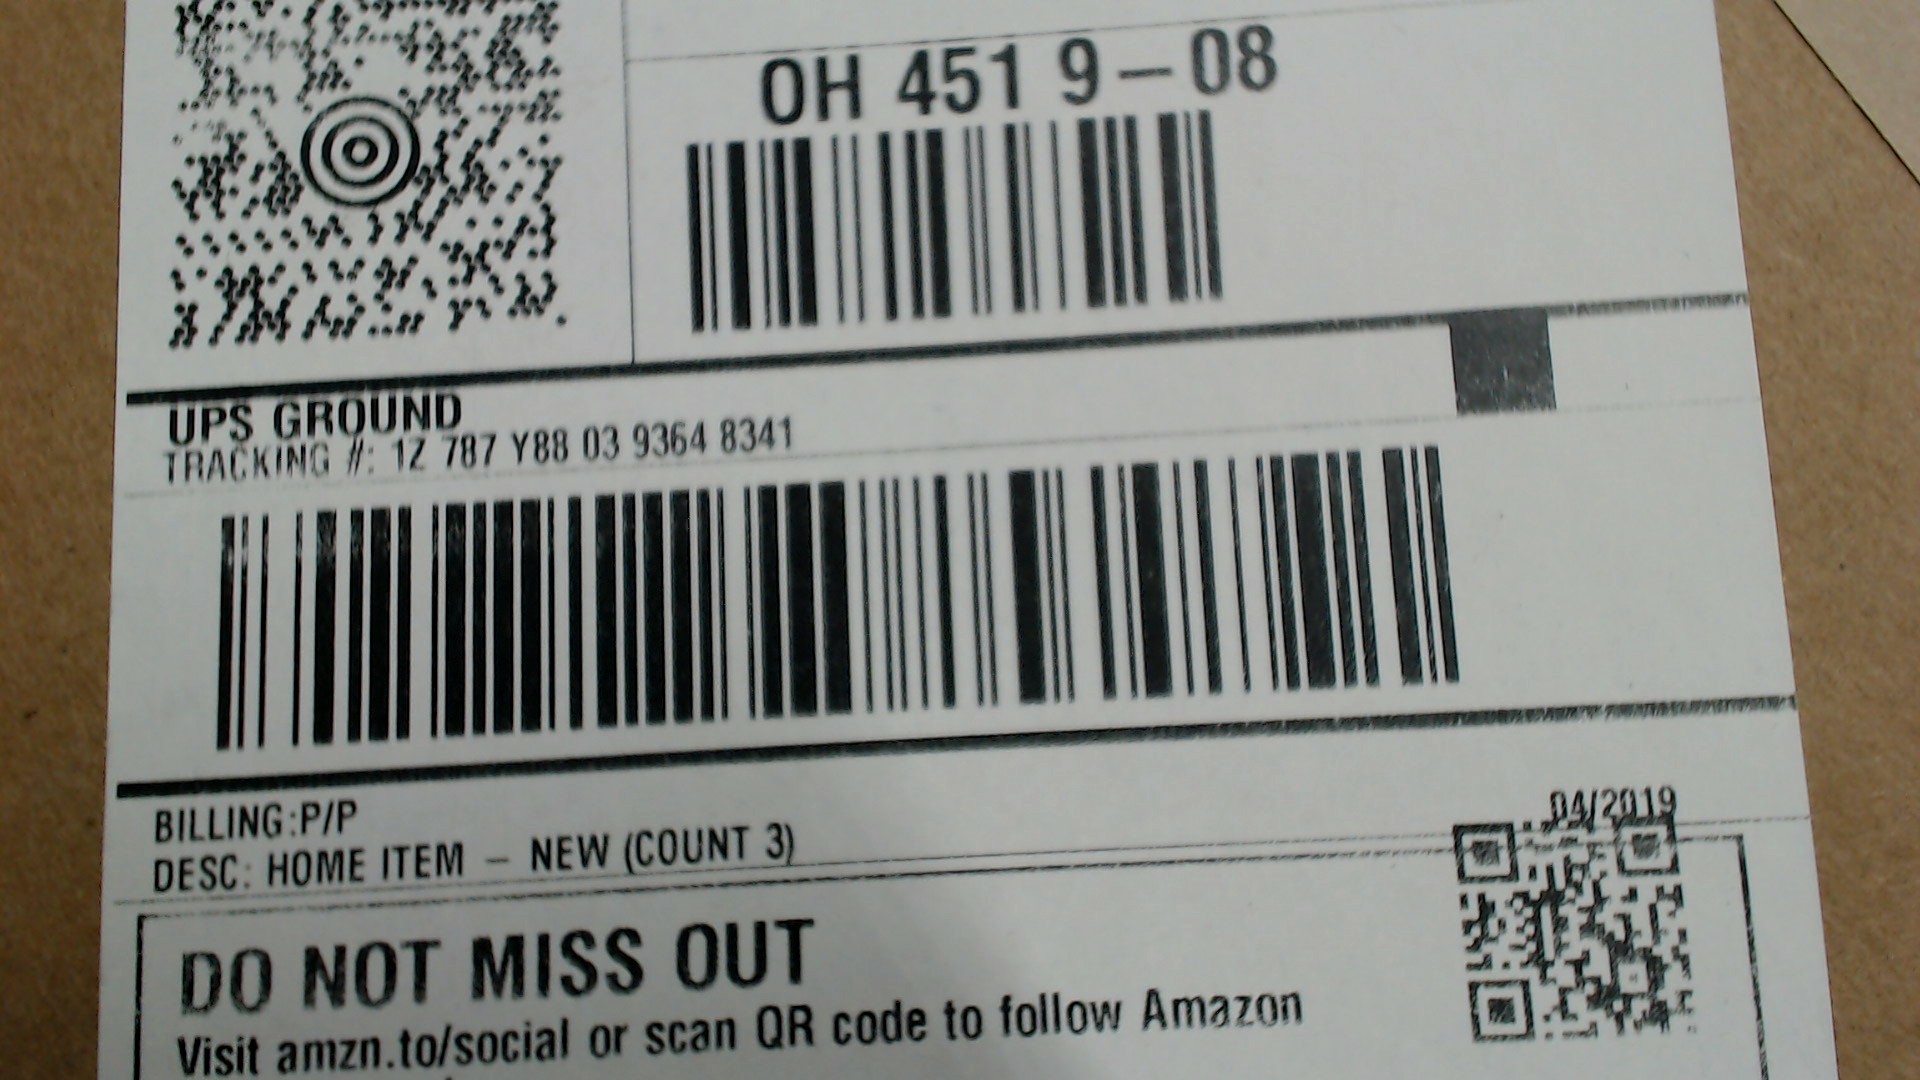 OH 451 9-08
UPS GROUND
TRACKING #: 1Z 787 Y88 03 9364 8341
BILLING:P/P
DESC: HOME ITEM - NEW (COUNT 3)
04/2019
DO NOT MISS OUT
Visit amzn.to/social or scan QR code to follow Amazon